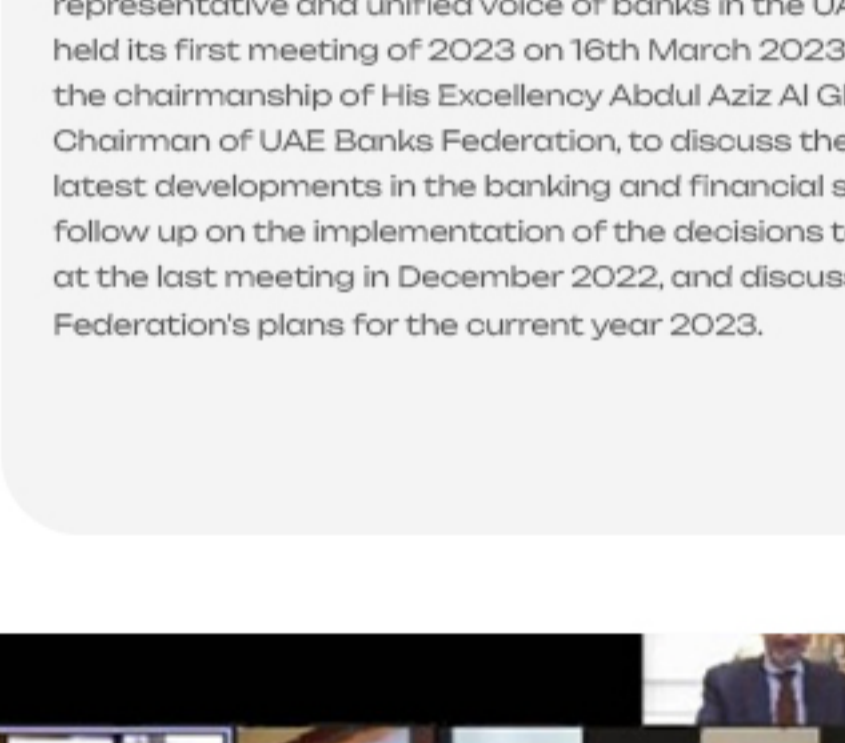 representative and unified voice of banks in the
held its first meeting of 2023 on 16th March 2023
the chairmanship of His Excellency Abdul Aziz Al
Chairman of UAE Banks Federation, to discuss the
latest developments in the banking and financial
follow up on the implementation of the decisions
at the last meeting in December 2022, and
Federation's plans for the current year 2023.